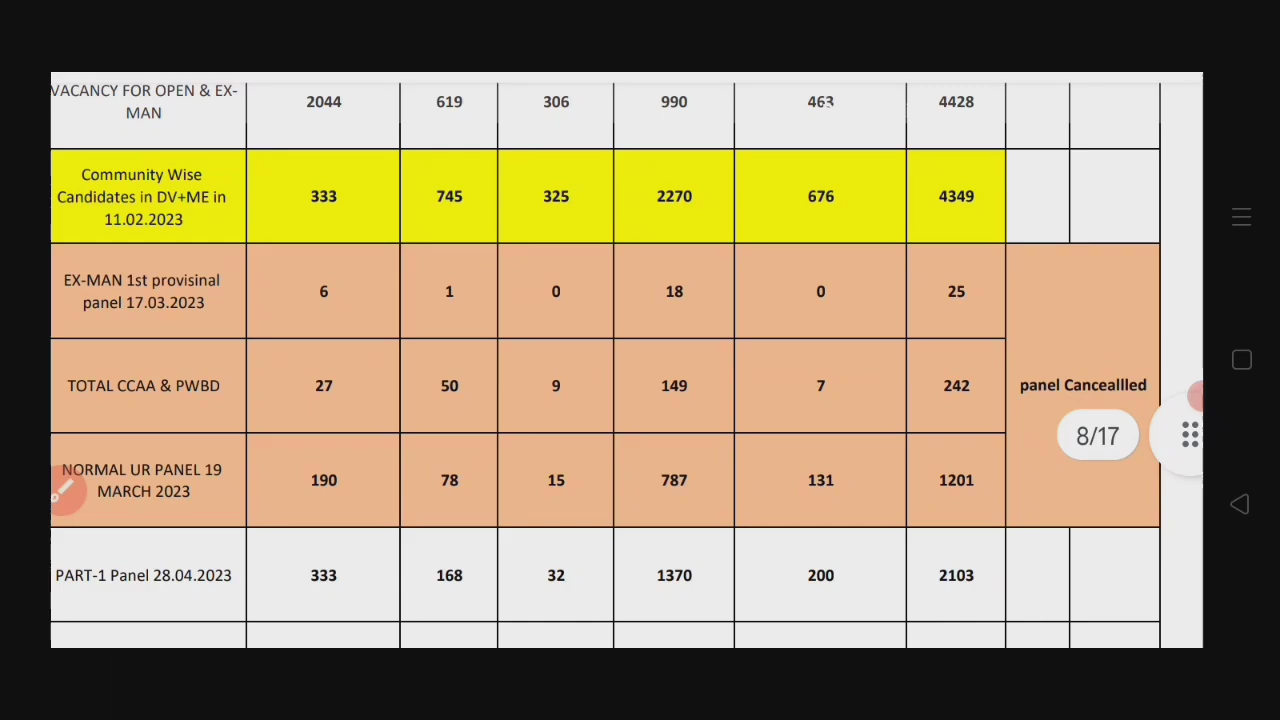 VACANCY FOR OPEN & EX-
MAN
2044 619 306 990 463 4428
Community Wise
Candidates in DV+ME in
11.02.2023
333 745 325 2270 676 4349
EX-MAN 1st provisinal
panel 17.03.2023
6 1 0 18 0 25
TOTAL CCAA & PWBD
27 50 9 149 7 242
panel Canceallled
8/17
NORMAL UR PANEL 19
MARCH 2023
190 78 15 787 131 1201
PART-1 Panel 28.04.2023
333 168 32 1370 200 2103